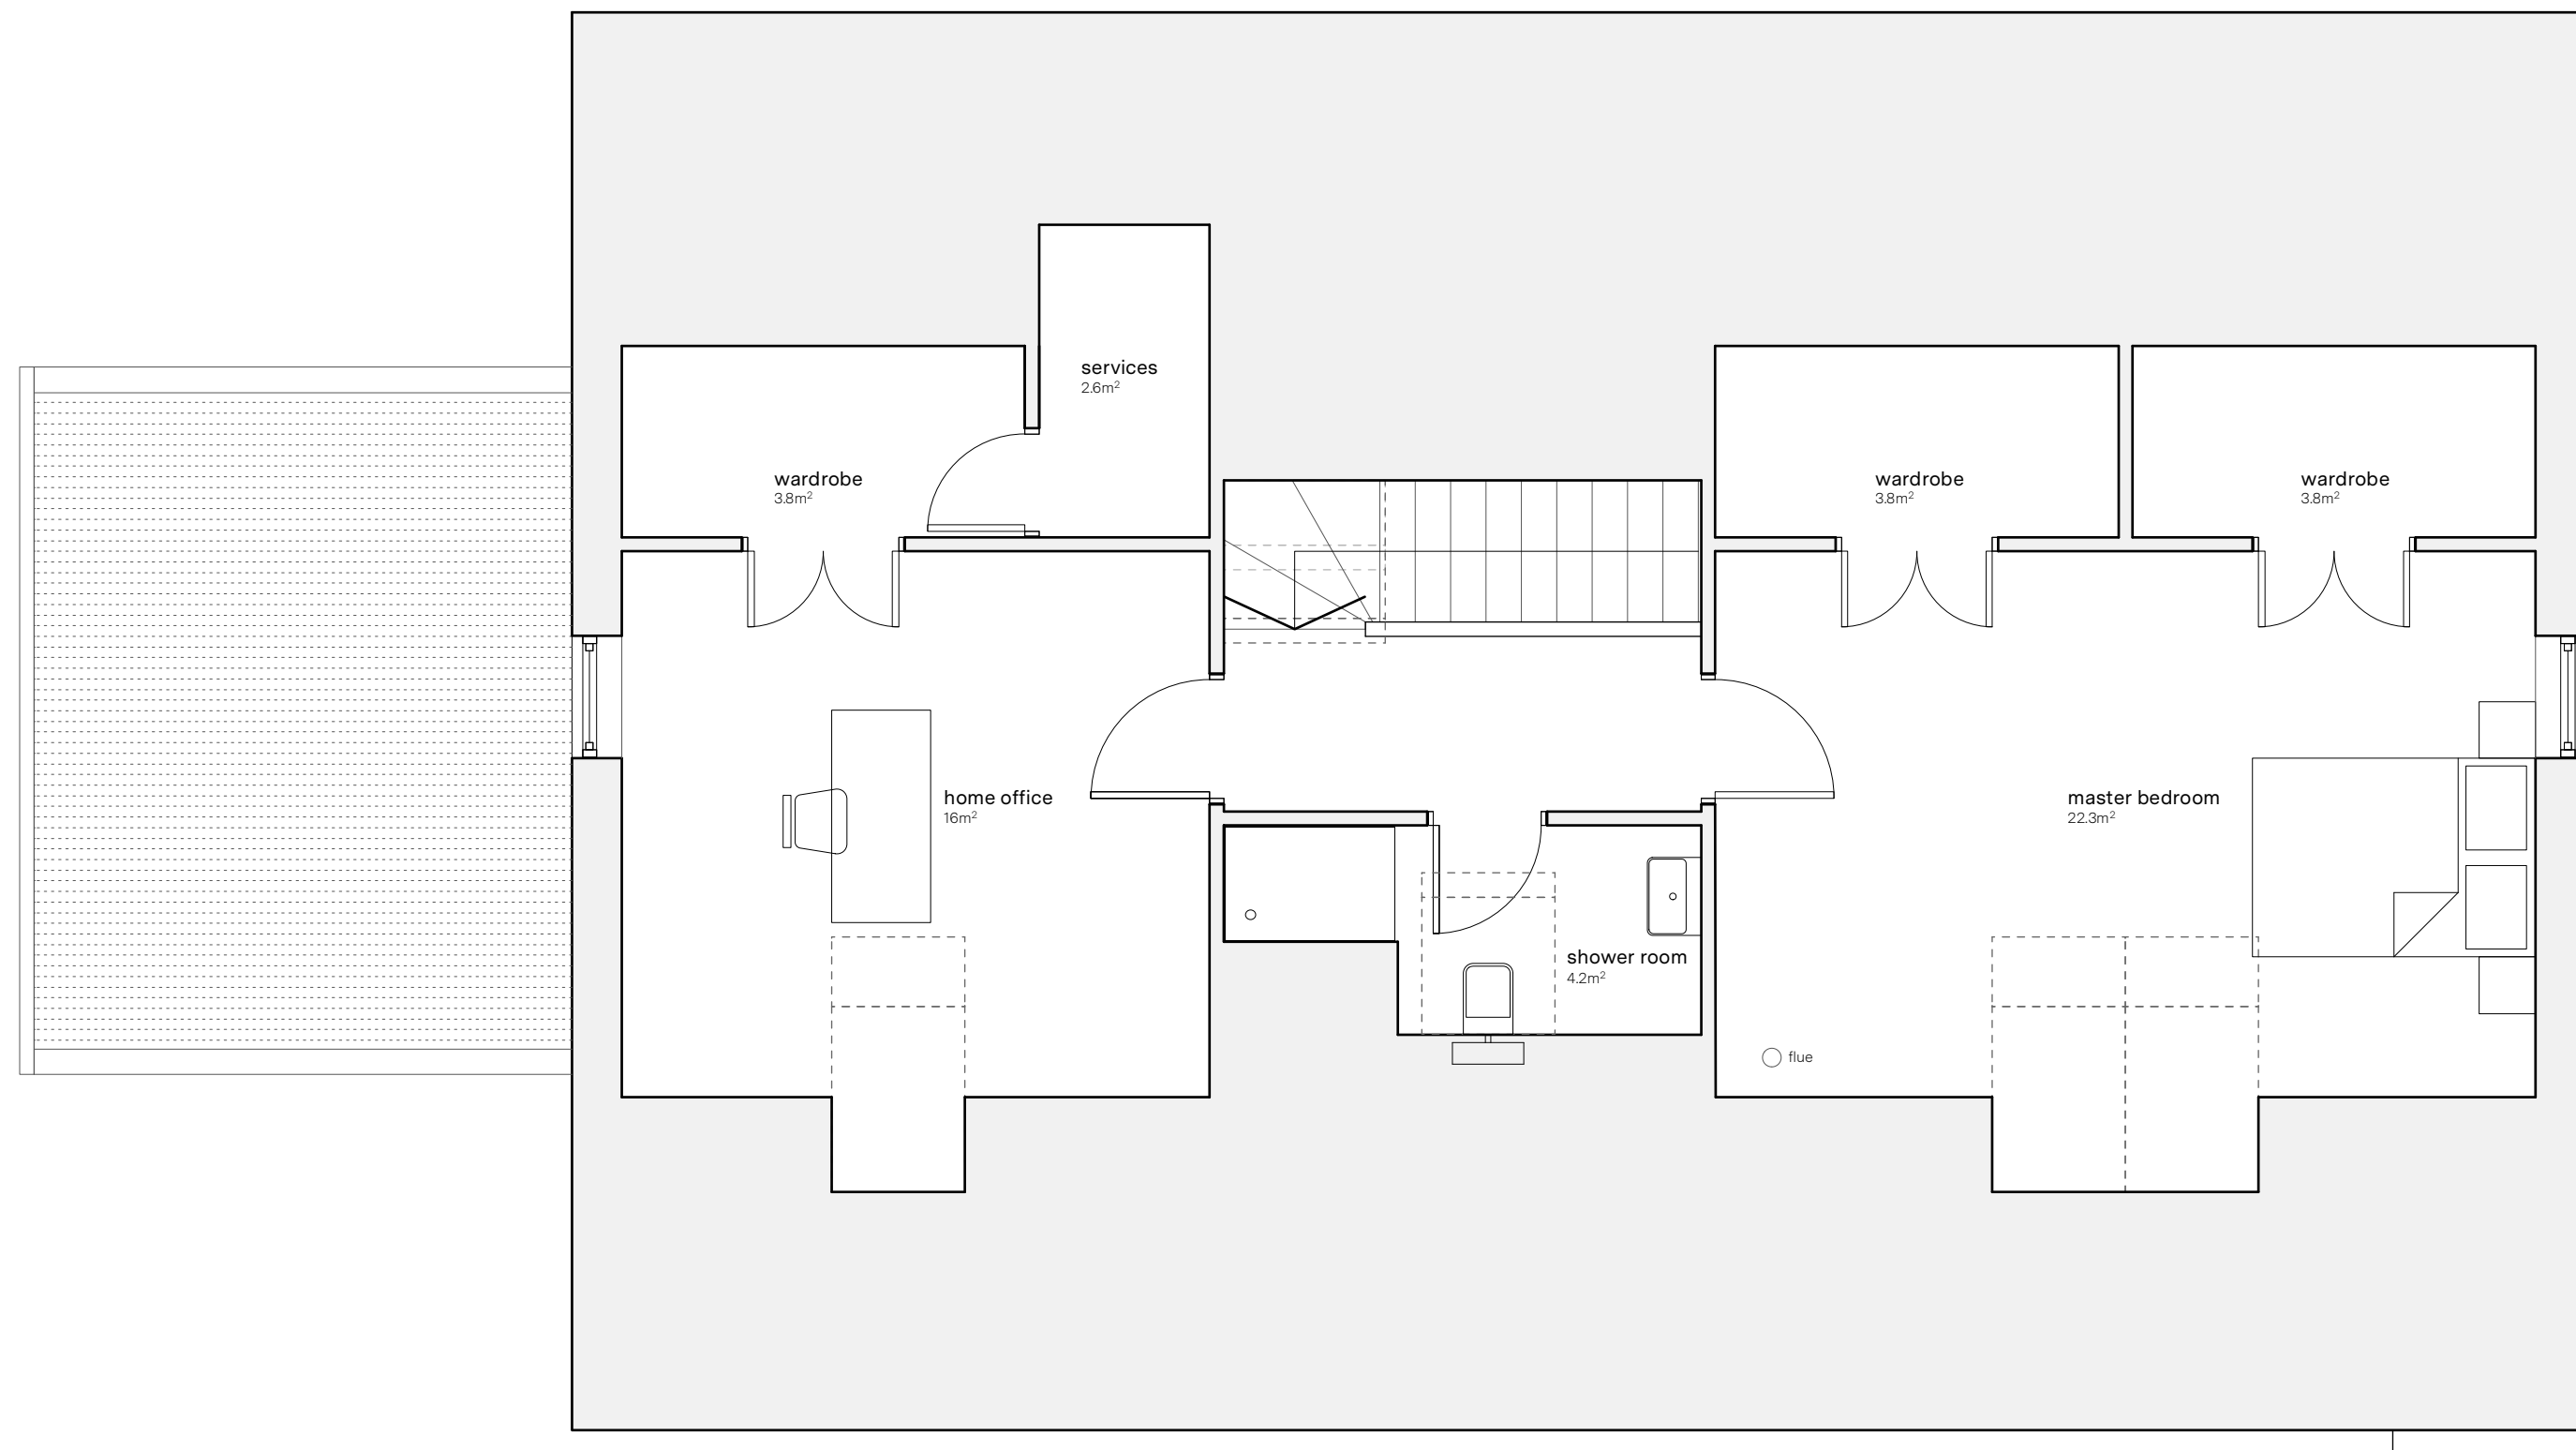 services
2.6m²
wardrobe
3.8m²
wardrobe
3.8m²
wardrobe
3.8m²
home office
16m²
master bedroom
22.3m²
shower room
4.2m²
flue